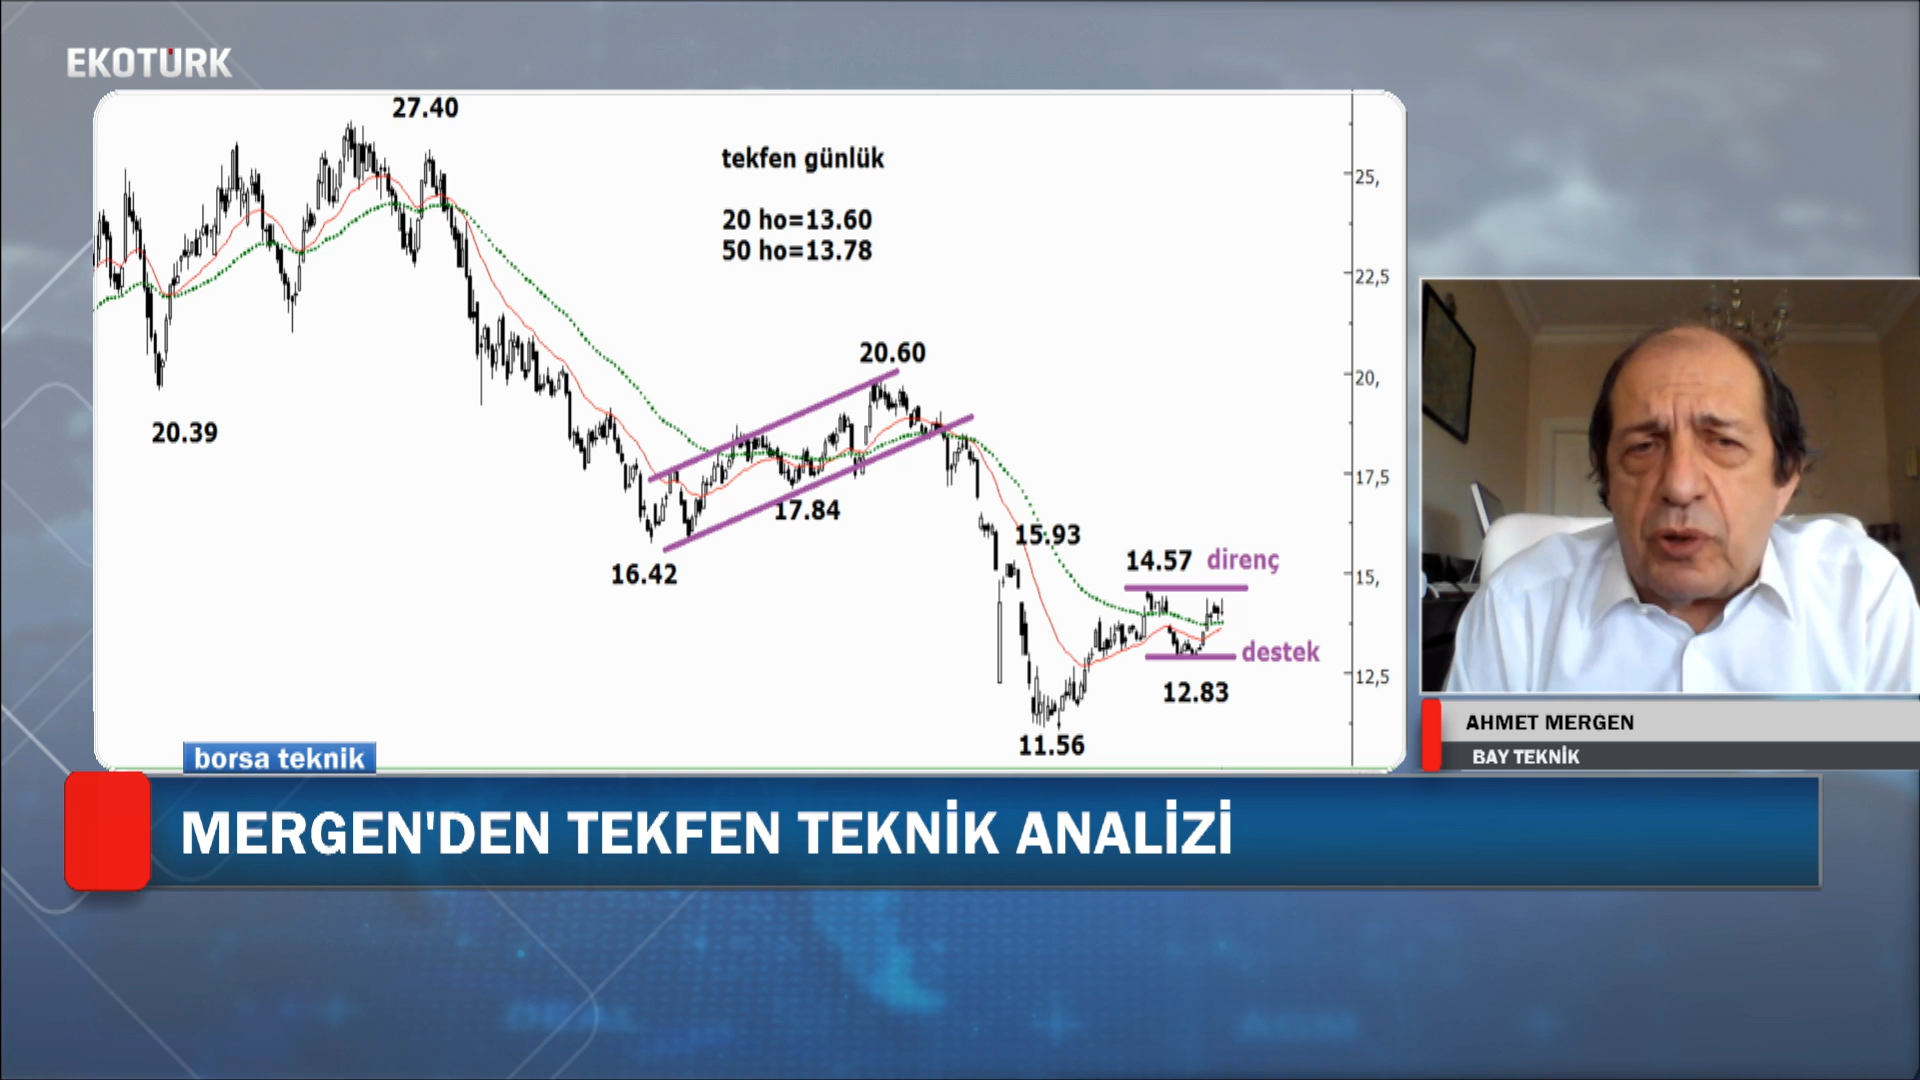 EKOTÜRK
27.40
tekfen günlük
20 ho=13.60
50 ho=13.78
25,
22,5
20,
17,5
15,
12,5
20.39
20.60
17.84
16.42
15.93
14.57 direnç
destek
12.83
11.56
AHMET MERGEN
BAY TEKNİK
borsa teknik
MERGEN'DEN TEKFEN TEKNİK ANALİZİ